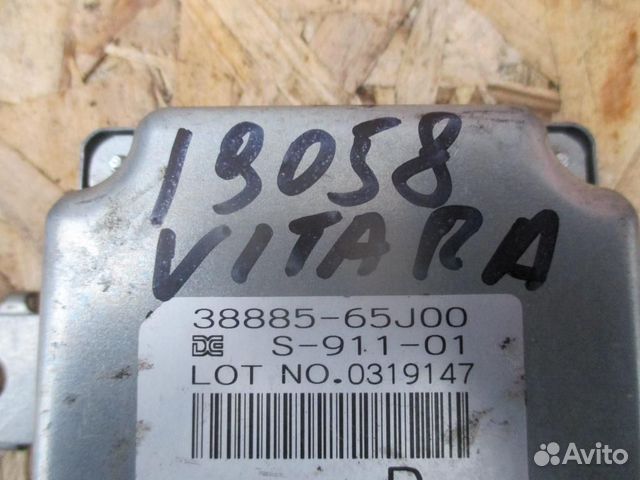 19058
VITARA
38885-65J00
S-911-01
LOT NO.0319147
Avito